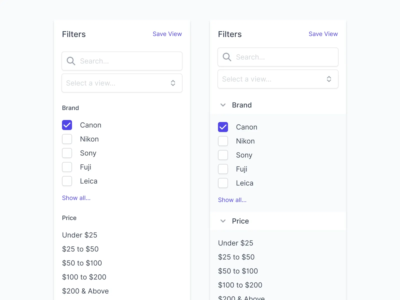 Filters
Save View
Search...
Select a view...
Brand
Canon
Nikon
Sony
Fuji
Leica
Show all...
Price
Under $25
$25 to $50
$50 to $100
$100 to $200
$200 & Above
Filters
Save View
Search...
Select a view...
Brand
Canon
Nikon
Sony
Fuji
Leica
Show all...
Price
Under $25
$25 to $50
$50 to $100
$100 to $200
$200 & Above